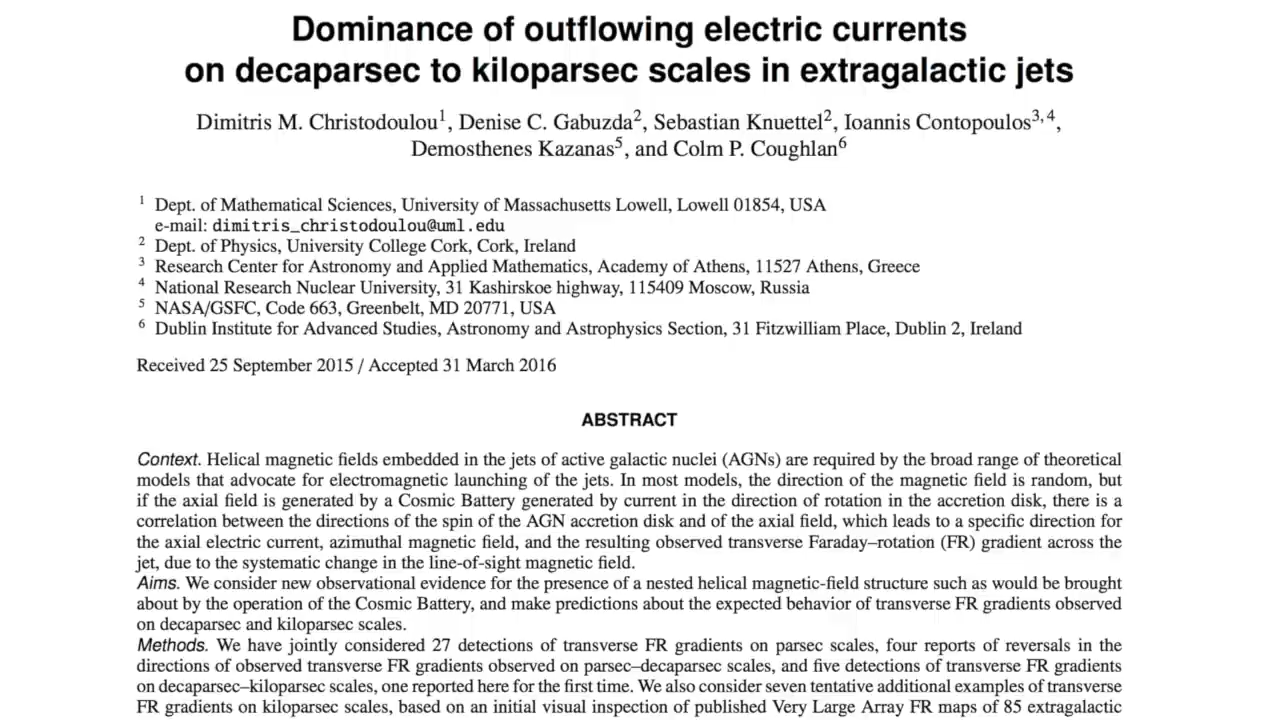 Dominance of outflowing electric currents
on decaparsec to kiloparsec scales in extragalactic jets
Dimitris M. Christodoulou1, Denise C. Gabuzda2, Sebastian Knuettel2, Ioannis Contopoulos3,4,
Demosthenes Kazanas5, and Colm P. Coughlan6
1 Dept. of Mathematical Sciences, University of Massachusetts Lowell, Lowell 01854, USA
e-mail: dimitris_christodoulou@uml.edu
2 Dept. of Physics, University College Cork, Cork, Ireland
3 Research Center for Astronomy and Applied Mathematics, Academy of Athens, 11527 Athens, Greece
4 National Research Nuclear University, 31 Kashirskoe highway, 115409 Moscow, Russia
5 NASA/GSFC, Code 663, Greenbelt, MD 20771, USA
6 Dublin Institute for Advanced Studies, Astronomy and Astrophysics Section, 31 Fitzwilliam Place, Dublin 2, Ireland
Received 25 September 2015 / Accepted 31 March 2016
ABSTRACT
Context. Helical magnetic fields embedded in the jets of active galactic nuclei (AGNs) are required by the broad range of theoretical
models that advocate for electromagnetic launching of the jets. In most models, the direction of the magnetic field is random, but
if the axial field is generated by a Cosmic Battery generated by current in the direction of rotation in the accretion disk, there is a
correlation between the directions of the spin of the AGN accretion disk and of the axial field, which leads to a specific direction for
the axial electric current, azimuthal magnetic field, and the resulting observed transverse Faraday–rotation (FR) gradient across the
jet, due to the systematic change in the line-of-sight magnetic field.
Aims. We consider new observational evidence for the presence of a nested helical magnetic-field structure such as would be brought
about by the operation of the Cosmic Battery, and make predictions about the expected behavior of transverse FR gradients observed
on decaparsec and kiloparsec scales.
Methods. We have jointly considered 27 detections of transverse FR gradients on parsec scales, four reports of reversals in the
directions of observed transverse FR gradients observed on parsec–decaparsec scales, and five detections of transverse FR gradients
on decaparsec–kiloparsec scales, one reported here for the first time. We also consider seven tentative additional examples of transverse
FR gradients on kiloparsec scales, based on an initial visual inspection of published Very Large Array FR maps of 85 extragalactic